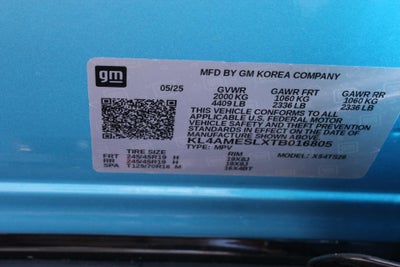 gm
MFD BY GM KOREA COMPANY
05/25 GVWR GAWR FRT GAWR RR
2000 KG 1060 KG 1060 KG
4409 LB 2336 LB 2336 LB
THIS VEHICLE CONFORMS TO ALL
APPLICABLE U.S. FEDERAL MOTOR
VEHICLE SAFETY AND THEFT PREVENTION
STANDARDS IN EFFECT ON THE DATE OF
MANUFACTURE SHOWN ABOVE.
KL4AMESLXTB016805
TYPE: MPV MODEL:
TIRE SIZE RIM
FRT 245/45R19 H 19X8J
RR 245/45R19 H 19X8J
SPA T125/70R16 M 16X4BT